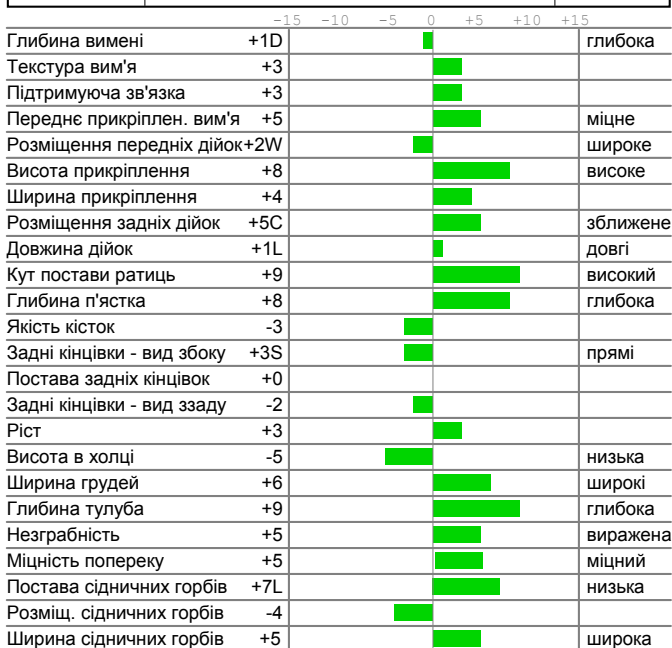 -15 -10 -5 0 +5 +10 +15
Глибина вимені +1D глибока
Текстура вим'я +3
Підтримуюча зв'язка +3
Переднє прикріплен. вим'я +5 міцне
Розміщення передніх дійок+2W широке
Висота прикріплення +8 високе
Ширина прикріплення +4
Розміщення задніх дійок +5C зближене
Довжина дійок +1L довгі
Кут постави ратиць +9 високий
Глибина п'ястка +8 глибока
Якість кісток -3
Задні кінцівки - вид збоку +3S прямі
Постава задніх кінцівок +0
Задні кінцівки - вид ззаду -2
Ріст +3
Висота в холці -5 низька
Ширина грудей +6 широкі
Глибина тулуба +9 глибока
Незграбність +5 виражена
Міцність попереку +5 міцний
Постава сідничних горбів +7L низька
Розміщ. сідничних горбів -4
Ширина сідничних горбів +5 широка